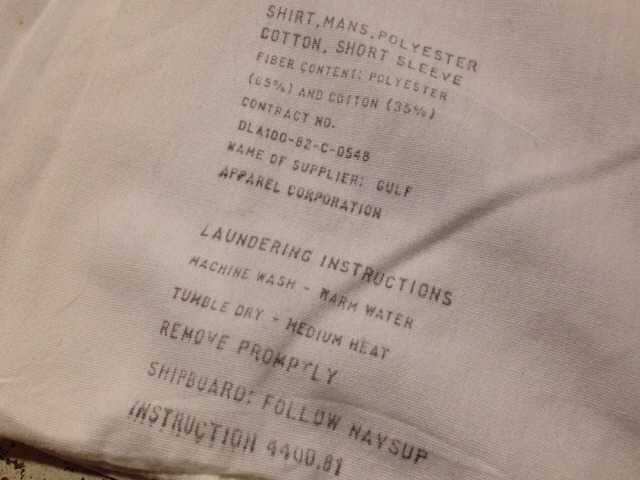 SHIRT,MANS,POLYESTER
COTTON, SHORT SLEEVE
FIBER CONTENT: POLYESTER
(65%) AND COTTON (35%)
CONTRACT NO.
DLA100-82-C-0548
NAME OF SUPPLIER: GULF
APPAREL CORPORATION
LAUNDERING INSTRUCTIONS
MACHINE WASH - WARM WATER
TUMBLE DRY - MEDIUM HEAT
REMOVE PROMPTLY
SHIPBOARD: FOLLOW NAVSUP
INSTRUCTION 4400.81